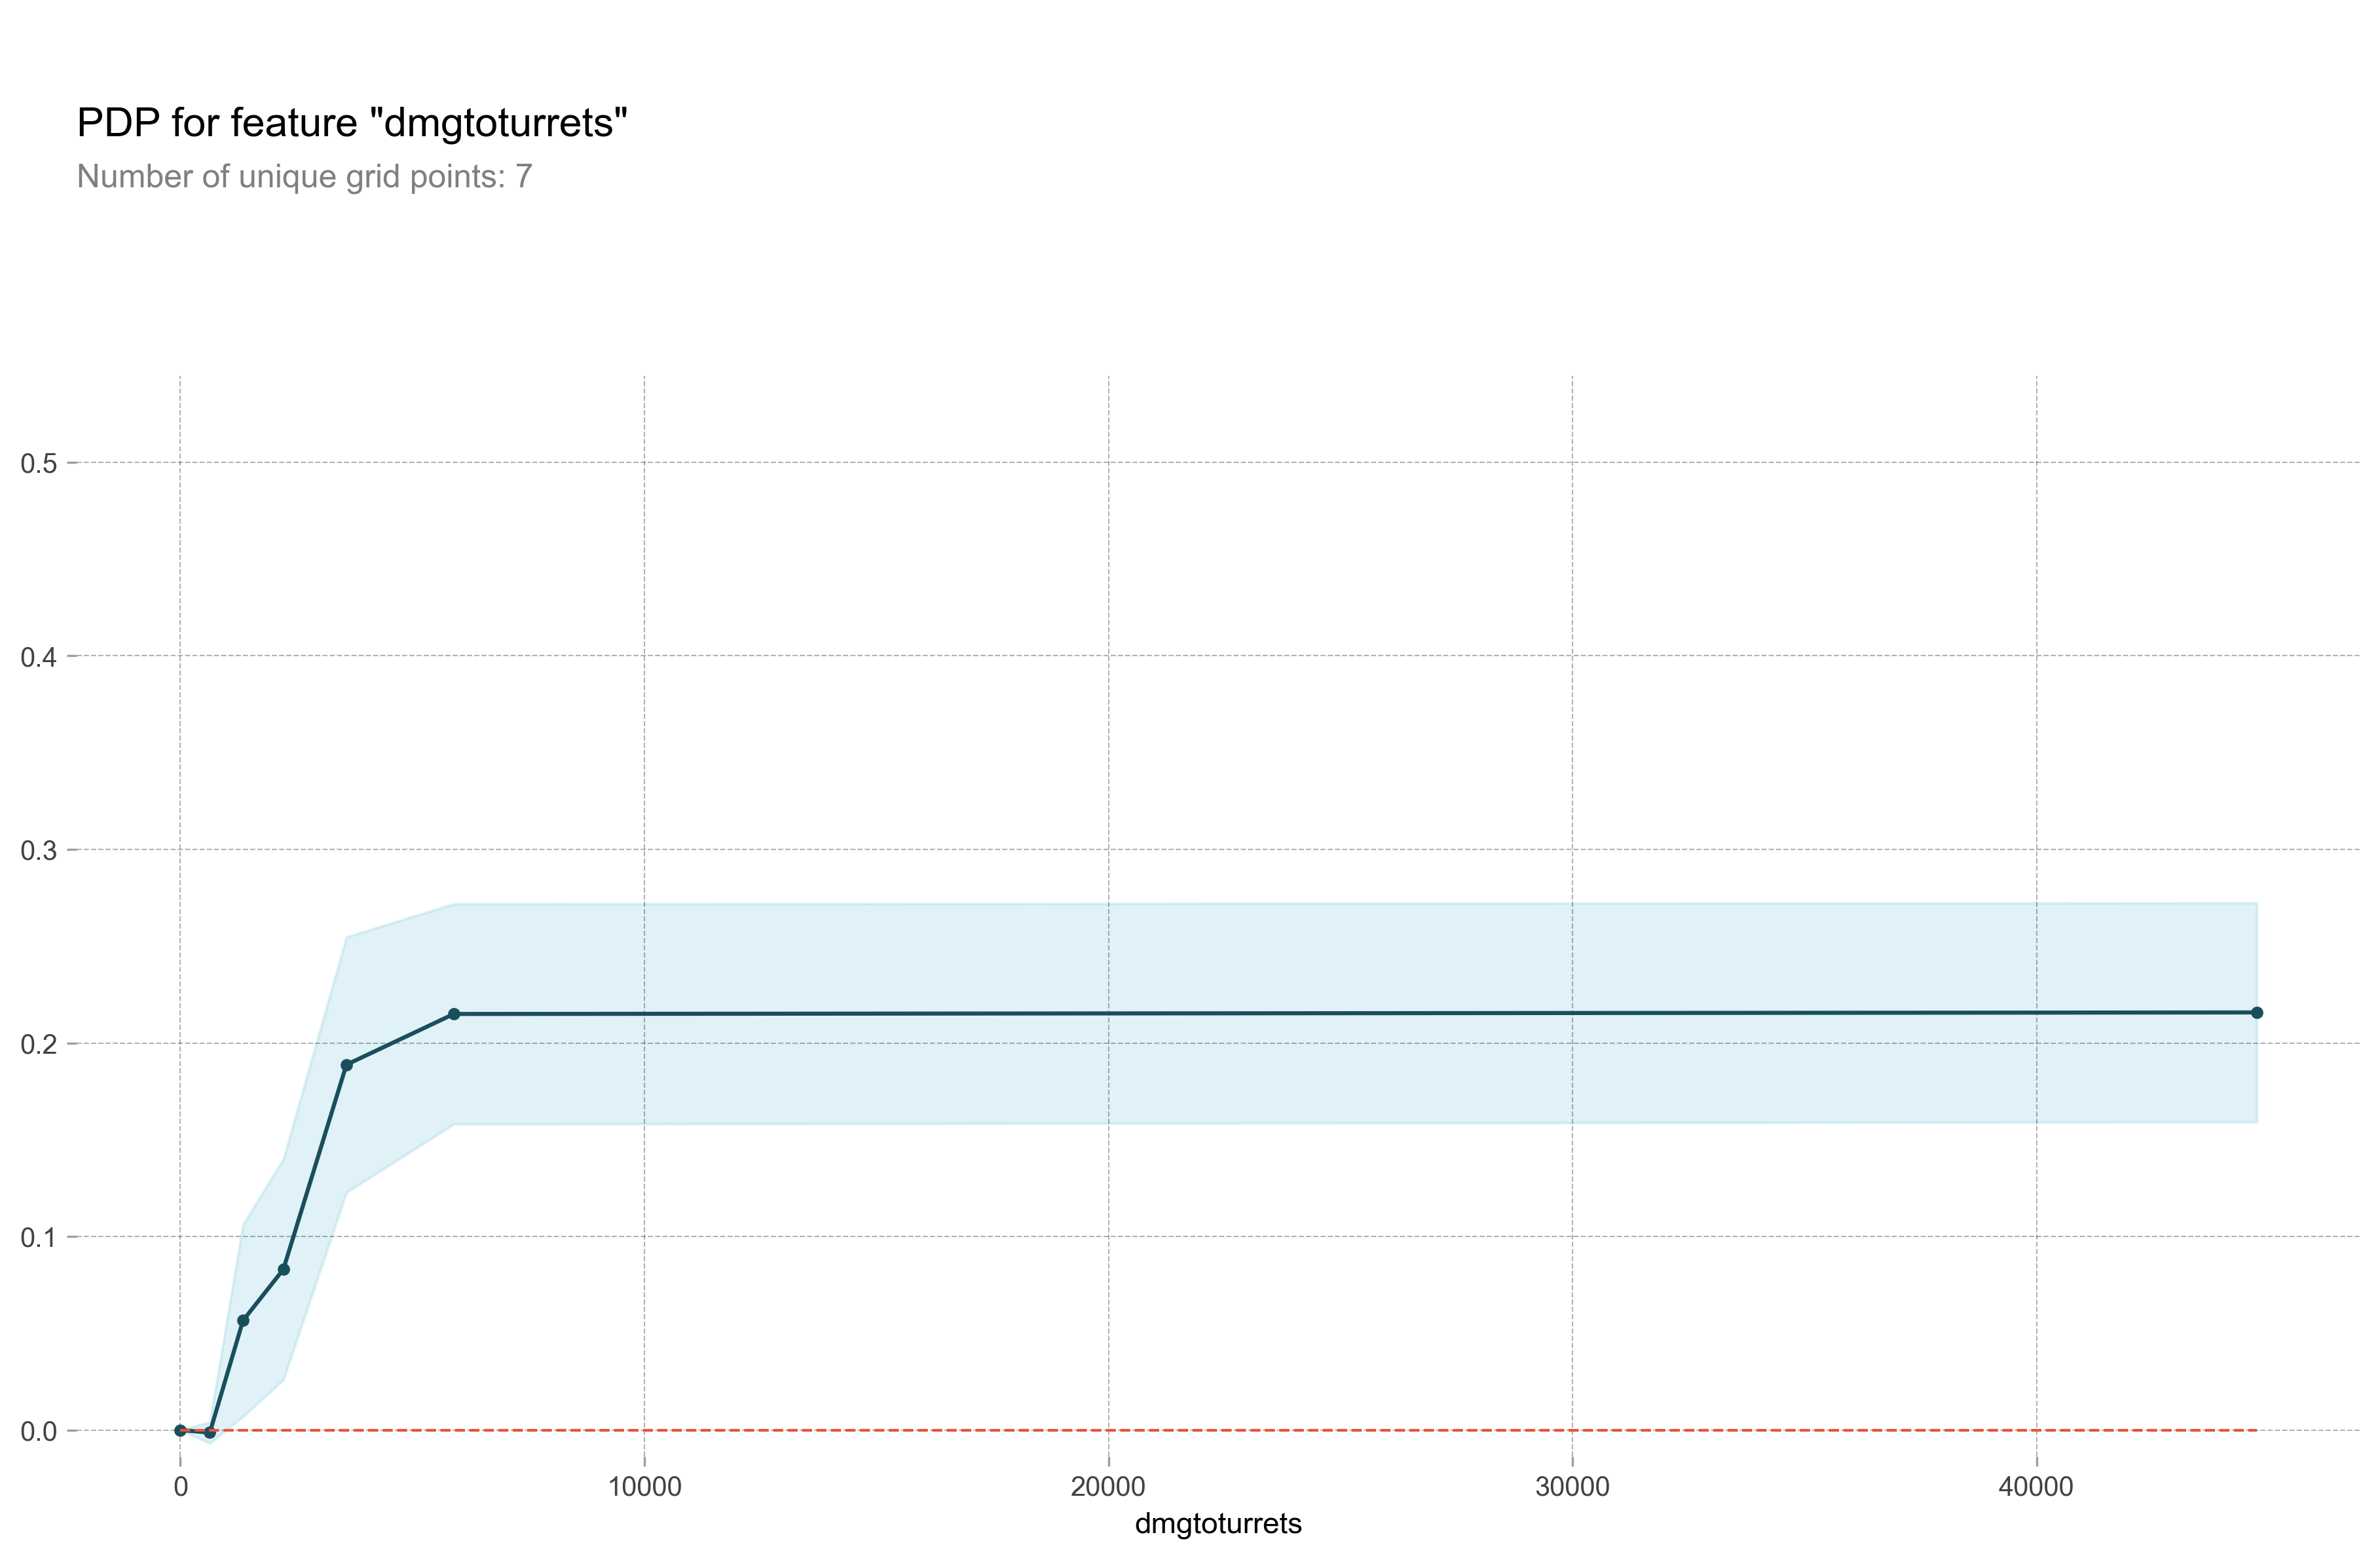 PDP for feature "dmgtoturrets"
Number of unique grid points: 7
0.5
0.4
0.3
0.2
0.1
0.0
0 10000 20000 30000 40000
dmgtoturrets